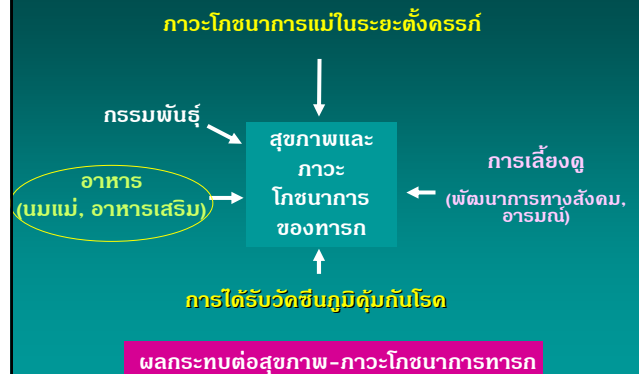 ภาวะโภชนาการแม่ในระยะตั้งครรภ์
กรรมพันธุ์
สุขภาพและ
ภาวะ
โภชนาการ
ของทารก
อาหาร
(นมแม่, อาหารเสริม)
การเลี้ยงดู
(พัฒนาการทางสังคม,
อารมณ์)
การได้รับวัคซีนภูมิคุ้มกันโรค
ผลกระทบต่อสุขภาพ-ภาวะโภชนาการทารก